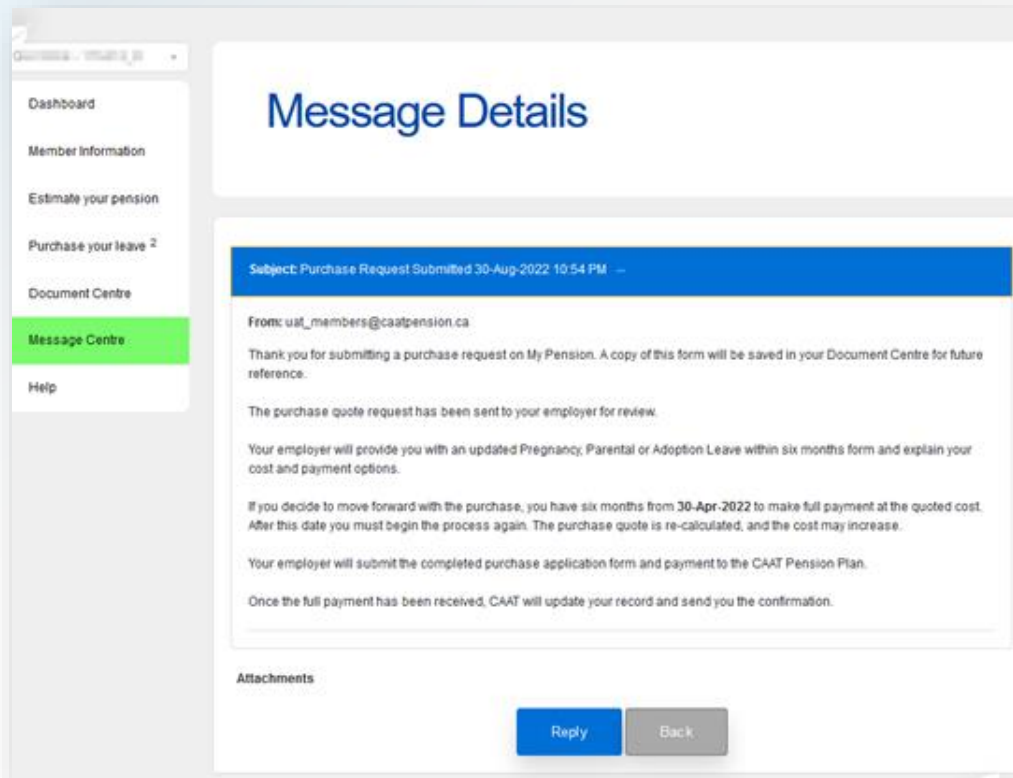 Dashboard
Member Information
Estimate your pension
Purchase your leave 2
Document Centre
Message Centre
Help
Message Details
Subject: Purchase Request Submitted 30-Aug-2022 10:54 PM –
From: uat_members@caatpension.ca
Thank you for submitting a purchase request on My Pension. A copy of this form will be saved in your Document Centre for future
reference.
The purchase quote request has been sent to your employer for review.
Your employer will provide you with an updated Pregnancy, Parental or Adoption Leave within six months form and explain your
cost and payment options.
If you decide to move forward with the purchase, you have six months from 30-Apr-2022 to make full payment at the quoted cost.
After this date you must begin the process again. The purchase quote is re-calculated, and the cost may increase.
Your employer will submit the completed purchase application form and payment to the CAAT Pension Plan.
Once the full payment has been received, CAAT will update your record and send you the confirmation.
Attachments
Reply
Back